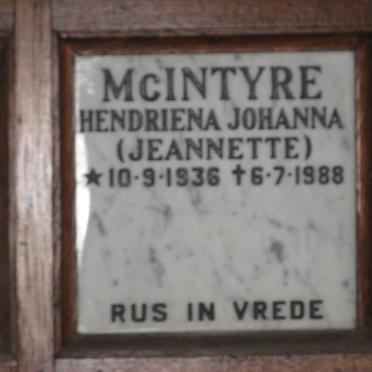 McINTYRE
HENDRIENA JOHANNA
(JEANNETTE)
★10·9·1936 ✝6·7·1988
RUS IN VREDE